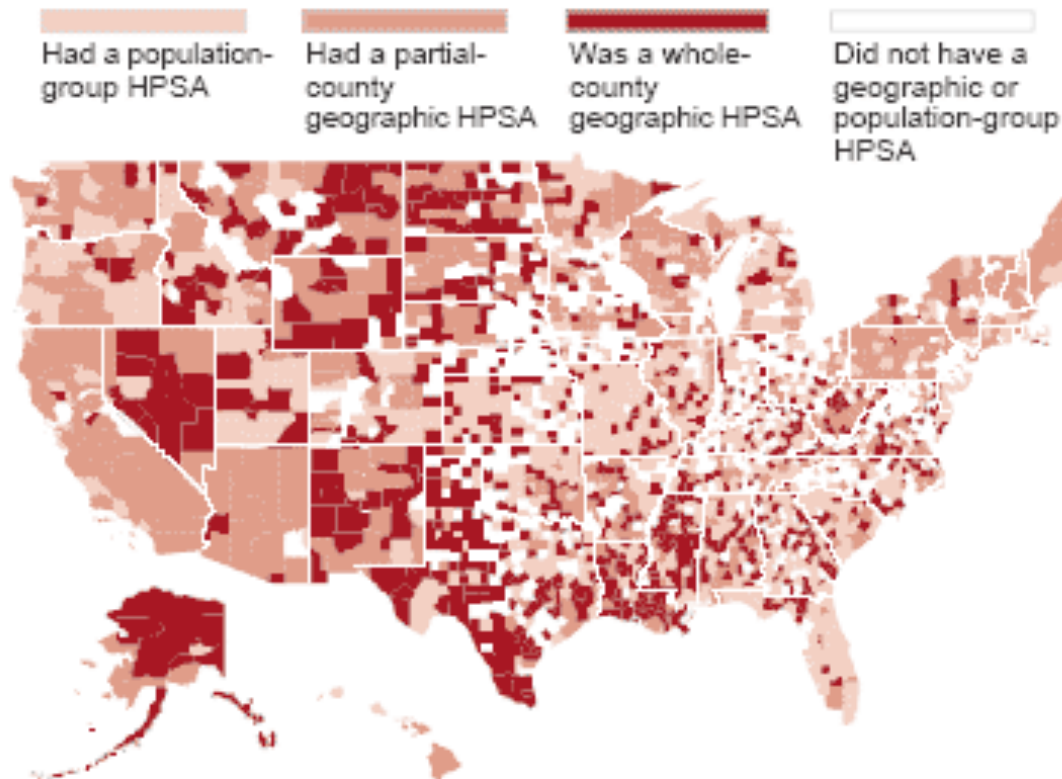 Had a population-
group HPSA
Had a partial-
county
geographic HPSA
Was a whole-
county
geographic HPSA
Did not have a
geographic or
population-group
HPSA